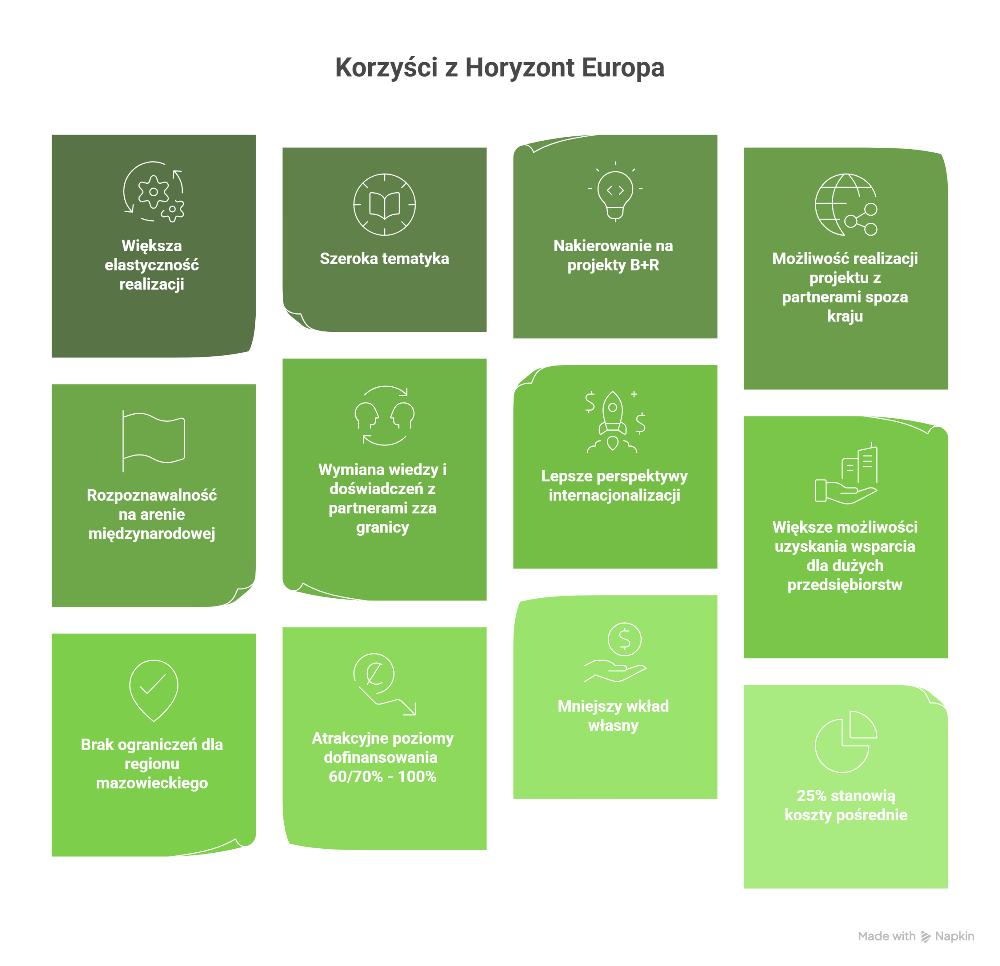 Korzyści z Horyzont Europa
Większa
elastyczność
realizacji
Szeroka tematyka
Nakierowanie na
projekty B+R
Możliwość realizacji
projektu z
partnerami spoza
kraju
Rozpoznawalność
na arenie
międzynarodowej
Wymiana wiedzy i
doświadczeń z
partnerami zza
granicy
Lepsze perspektywy
internacjonalizacji
Większe możliwości
uzyskania wsparcia
dla dużych
przedsiębiorstw
Brak ograniczeń dla
regionu
mazowieckiego
Atrakcyjne poziomy
dofinansowania
60/70% - 100%
Mniejszy wkład
własny
25% stanowią
koszty pośrednie
Made with Napkin